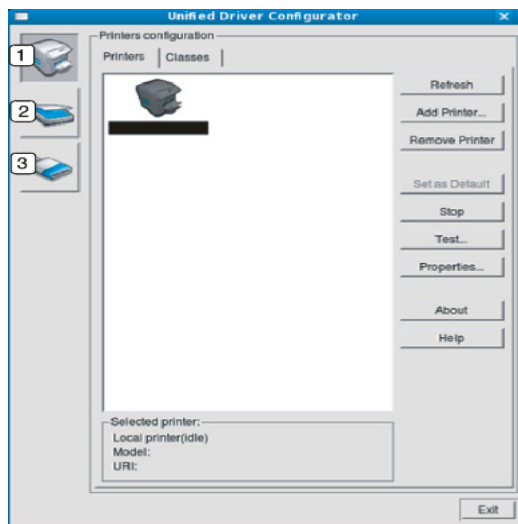 Unified Driver Configurator
Printers configuration
Printers Classes
1
2
3
Refresh
Add Printer...
Remove Printer
Set as Default
Stop
Test...
Properties...
About
Help
Selected printer:
Local printer(idle)
Model:
URI:
Exit